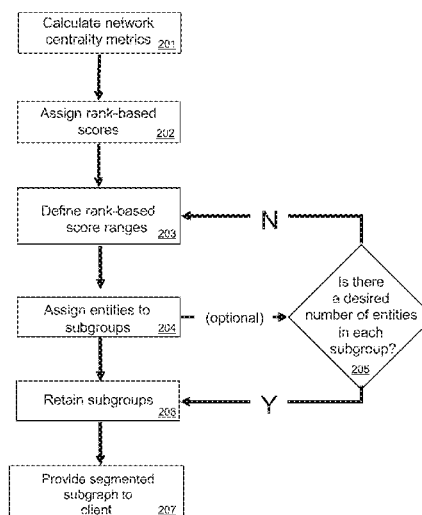 Calculate network
centrality metrics 201
Assign rank-based
scores 202
Define rank-based
score ranges 203
N
Assign entities to
subgroups 204
(optional)
Is there
a desired
number of entities
in each
subgroup?
205
Retain subgroups
206
Y
Provide segmented
subgraph to
client 207